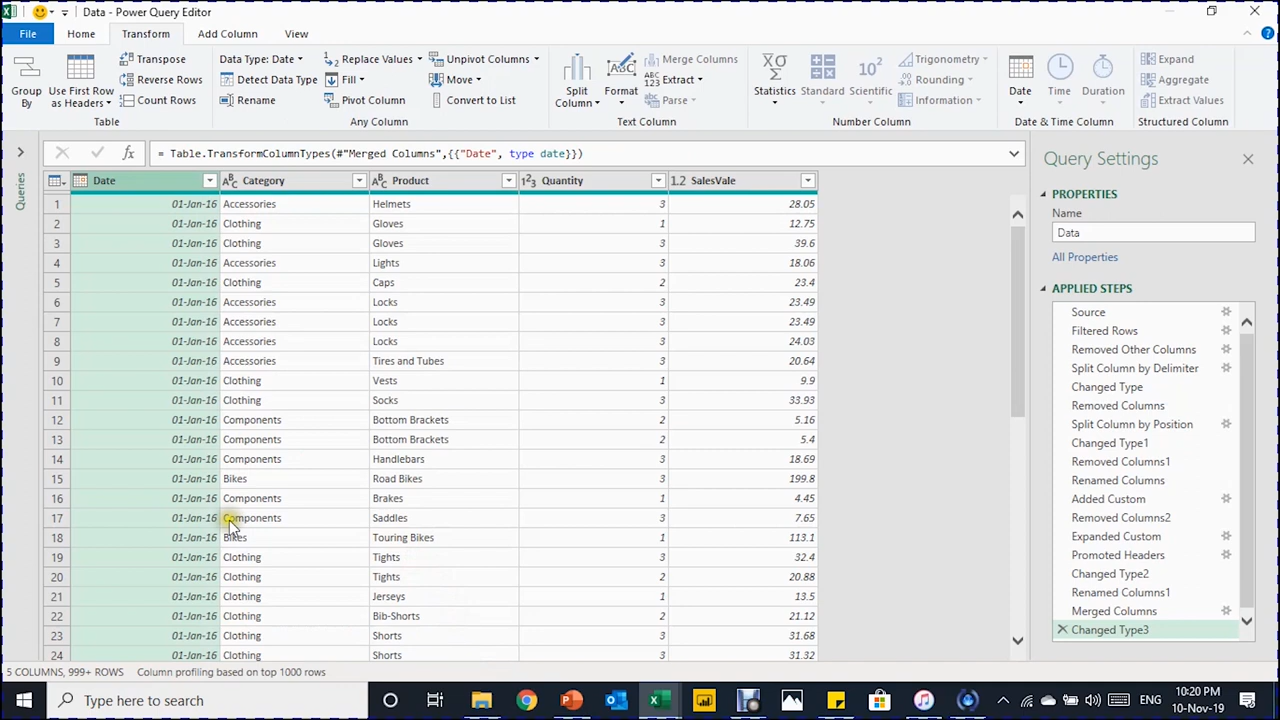 Data - Power Query Editor
File Home Transform Add Column View
Group By
Use First Row as Headers
Transpose
Reverse Rows
Count Rows
Table
Data Type: Date
Detect Data Type
Rename
Replace Values
Fill
Pivot Column
Unpivot Columns
Move
Convert to List
Any Column
Split Column
Format
Merge Columns
Extract
Parse
Text Column
Statistics
Standard
Scientific
Trigonometry
Rounding
Information
Number Column
Date
Time
Duration
Date & Time Column
Expand
Aggregate
Extract Values
Structured Column
= Table.TransformColumnTypes(#"Merged Columns",{{"Date", type date}})
Queries
Date Category Product Quantity SalesVale
1 01-Jan-16 Accessories Helmets 3 28.05
2 01-Jan-16 Clothing Gloves 1 12.75
3 01-Jan-16 Clothing Gloves 3 39.6
4 01-Jan-16 Accessories Lights 3 18.06
5 01-Jan-16 Clothing Caps 2 23.4
6 01-Jan-16 Accessories Locks 3 23.49
7 01-Jan-16 Accessories Locks 3 23.49
8 01-Jan-16 Accessories Locks 3 24.03
9 01-Jan-16 Accessories Tires and Tubes 3 20.64
10 01-Jan-16 Clothing Vests 1 9.9
11 01-Jan-16 Clothing Socks 3 33.93
12 01-Jan-16 Components Bottom Brackets 2 5.16
13 01-Jan-16 Components Bottom Brackets 2 5.4
14 01-Jan-16 Components Handlebars 3 18.69
15 01-Jan-16 Bikes Road Bikes 3 199.8
16 01-Jan-16 Components Brakes 1 4.45
17 01-Jan-16 Components Saddles 3 7.65
18 01-Jan-16 Bikes Touring Bikes 1 113.1
19 01-Jan-16 Clothing Tights 3 32.4
20 01-Jan-16 Clothing Tights 2 20.88
21 01-Jan-16 Clothing Jerseys 1 13.5
22 01-Jan-16 Clothing Bib-Shorts 2 21.12
23 01-Jan-16 Clothing Shorts 3 31.68
24 01-Jan-16 Clothing Shorts 3 31.32
Query Settings
PROPERTIES
Name
Data
All Properties
APPLIED STEPS
Source
Filtered Rows
Removed Other Columns
Split Column by Delimiter
Changed Type
Removed Columns
Split Column by Position
Changed Type1
Removed Columns1
Renamed Columns
Added Custom
Removed Columns2
Expanded Custom
Promoted Headers
Changed Type2
Renamed Columns1
Merged Columns
Changed Type3
5 COLUMNS, 999+ ROWS Column profiling based on top 1000 rows
Type here to search
ENG
10:20 PM
10-Nov-19